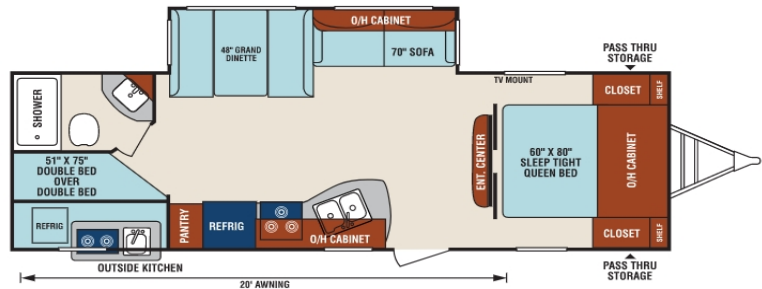 O/H CABINET
48" GRAND
DINETTE
70" SOFA
PASS THRU
STORAGE
TV MOUNT
SHOWER
CLOSET
SHELF
ENT. CENTER
60" X 80"
SLEEP TIGHT
QUEEN BED
O/H CABINET
51" X 75"
DOUBLE BED
OVER
DOUBLE BED
REFRIG
PANTRY
REFRIG
O/H CABINET
CLOSET
SHELF
OUTSIDE KITCHEN
PASS THRU
STORAGE
20' AWNING